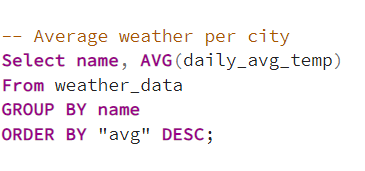 -- Average weather per city
Select name, AVG(daily_avg_temp)
From weather_data
GROUP BY name
ORDER BY "avg" DESC;